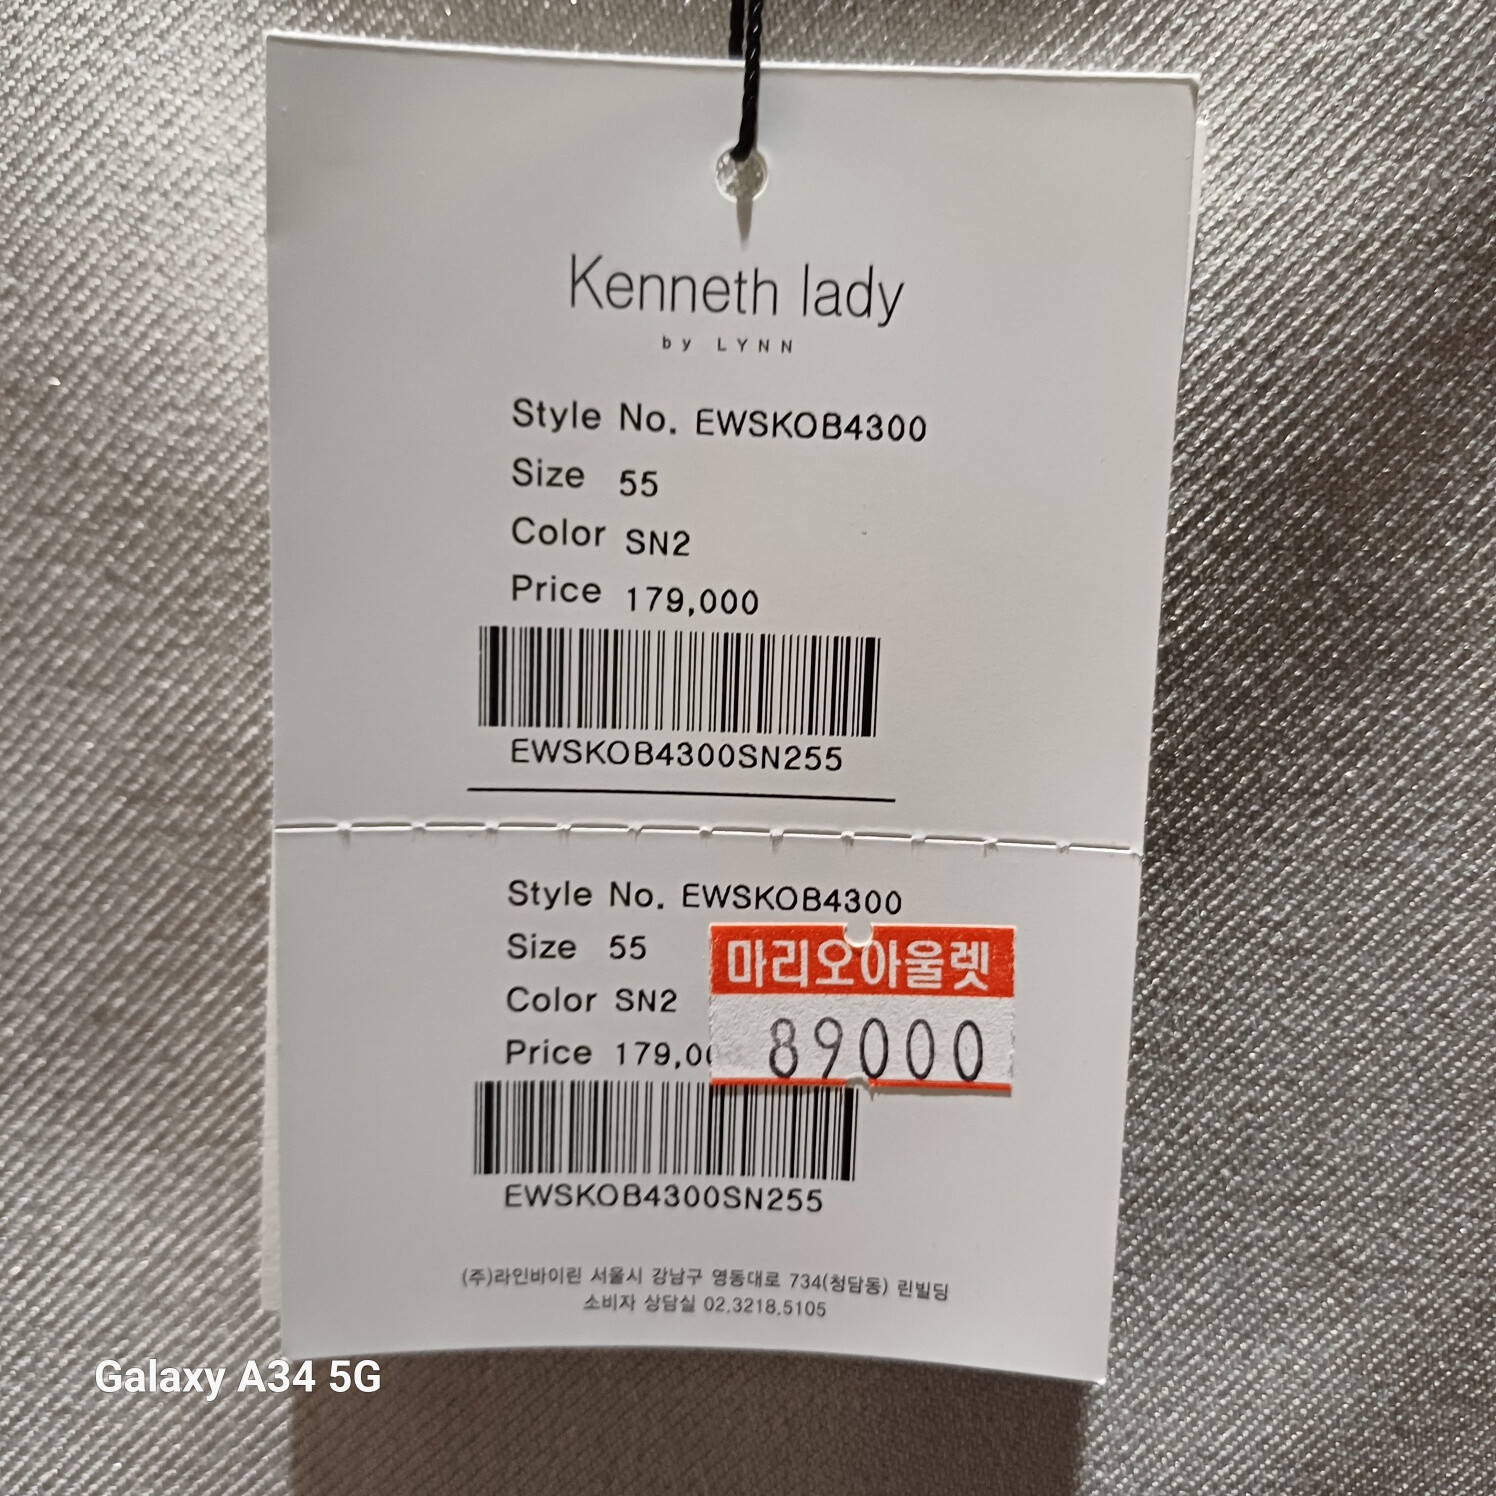 Kenneth lady
by LYNN
Style No. EWSKOB4300
Size 55
Color SN2
Price 179,000
EWSKOB4300SN255
Style No. EWSKOB4300
Size 55
마리오아울렛
Color SN2
89000
Price 179,00
EWSKOB4300SN255
(주)라인바이린 서울시 강남구 영동대로 734(청담동) 린빌딩
소비자 상담실 02.3218.5105
Galaxy A34 5G